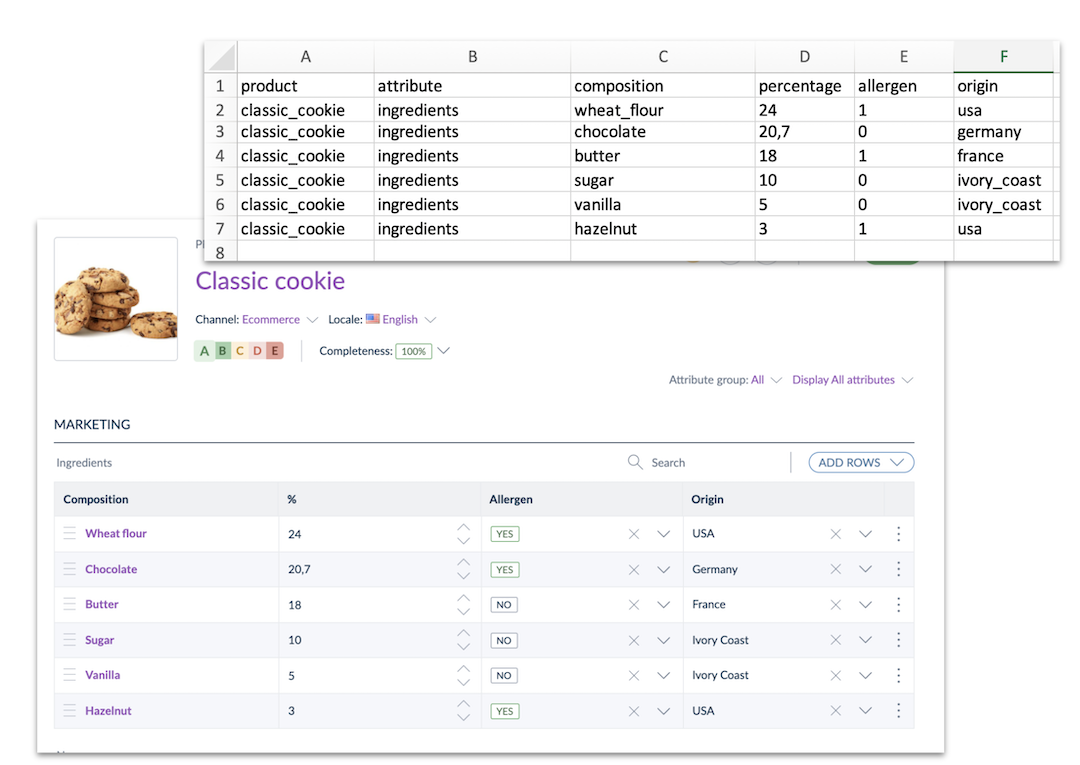 A B C D E F
1 product attribute composition percentage allergen origin
2 classic_cookie ingredients wheat_flour 24 1 usa
3 classic_cookie ingredients chocolate 20,7 0 germany
4 classic_cookie ingredients butter 18 1 france
5 classic_cookie ingredients sugar 10 0 ivory_coast
6 classic_cookie ingredients vanilla 5 0 ivory_coast
7 classic_cookie ingredients hazelnut 3 1 usa
8
Classic cookie
Channel: Ecommerce Locale: English
A B C D E Completeness: 100%
Attribute group: All Display All attributes
MARKETING
Ingredients Search ADD ROWS
Composition % Allergen Origin
Wheat flour 24 YES USA
Chocolate 20,7 YES Germany
Butter 18 NO France
Sugar 10 NO Ivory Coast
Vanilla 5 NO Ivory Coast
Hazelnut 3 YES USA